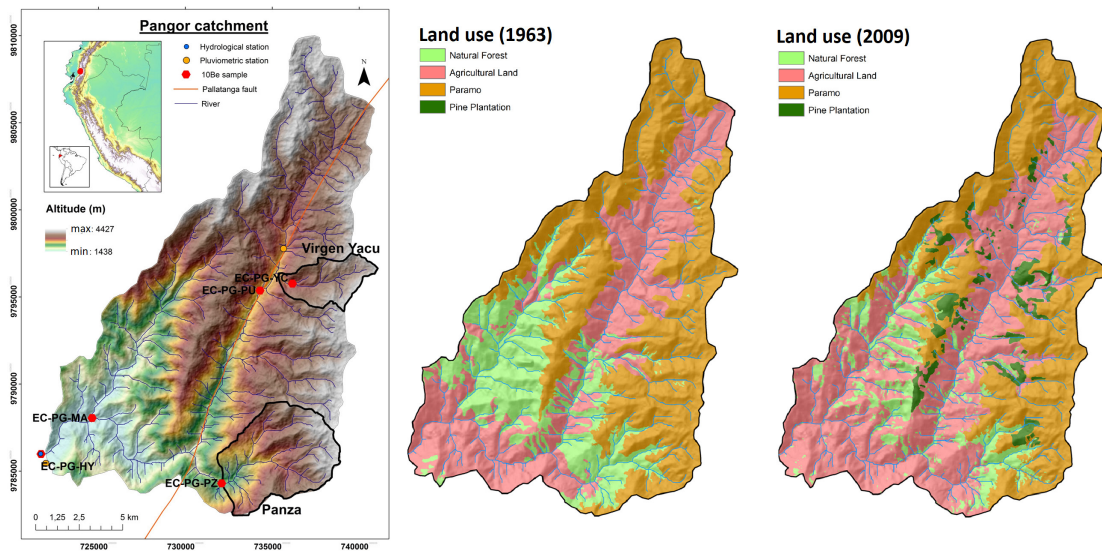 Pangor catchment
Hydrological station
Pluviometric station
10Be sample
Pallatanga fault
River
N
Altitude (m)
max: 4427
min: 1438
Virgen Yacu
EC-PG-YC
EC-PG-PU
EC-PG-MA
EC-PG-HY
EC-PG-PZ
Panza
0 1,25 2,5 5 km
9810000
9805000
9800000
9795000
9790000
9785000
725000 730000 735000 740000
Land use (1963)
Natural Forest
Agricultural Land
Paramo
Pine Plantation
Land use (2009)
Natural Forest
Agricultural Land
Paramo
Pine Plantation